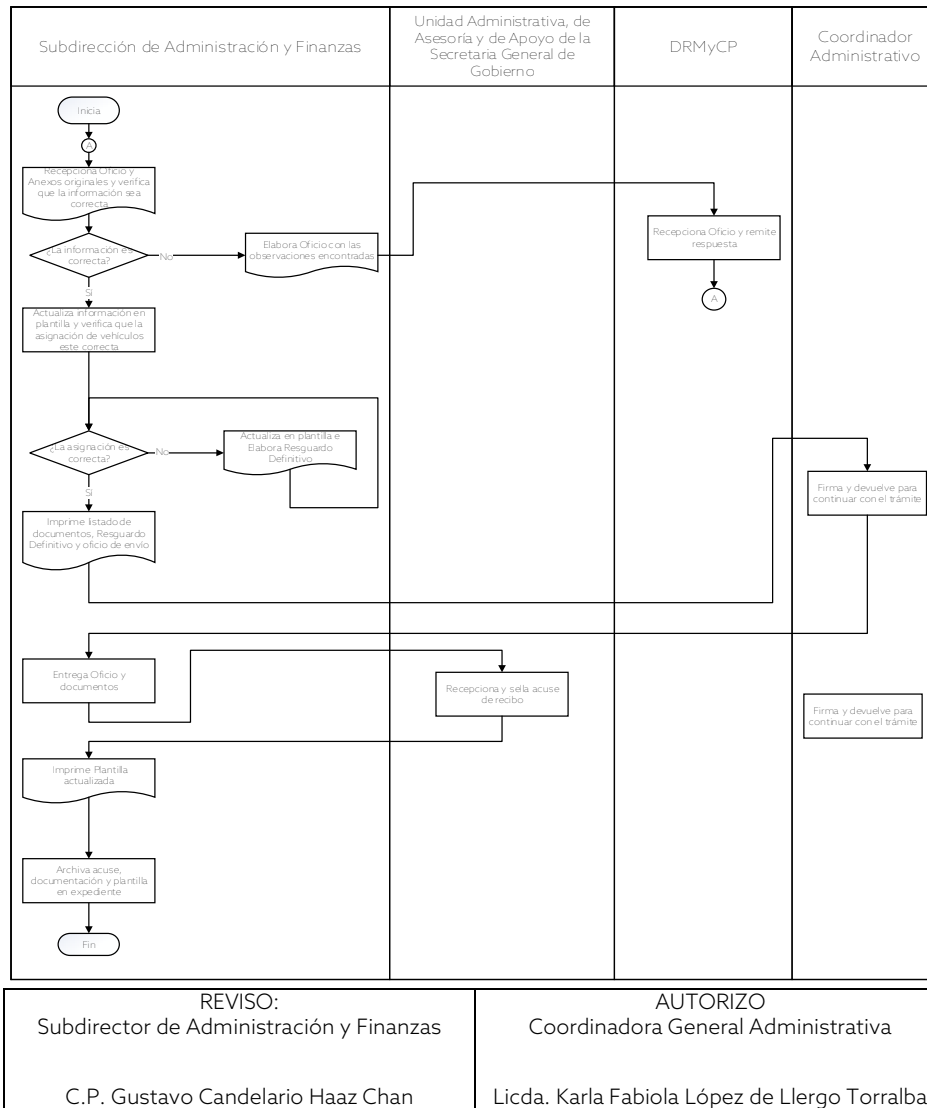 Subdirección de Administración y Finanzas
Unidad Administrativa, de
Asesoría y de Apoyo de la
Secretaria General de
Gobierno
DRMyCP
Coordinador
Administrativo
Inicia
A
Recepciona Oficio y
Anexos originales y verifica
que la información sea
correcta
¿La información es
correcta?
No
Elabora Oficio con las
observaciones encontradas
Recepciona Oficio y remite
respuesta
A
Si
Actualiza información en
plantilla y verifica que la
asignación de vehículos
este correcta
¿La asignación es
correcta?
No
Actualiza en plantilla e
Elabora Resguardo
Definitivo
Si
Firma y devuelve para
continuar con el trámite
Imprime listado de
documentos, Resguardo
Definitivo y oficio de envío
Entrega Oficio y
documentos
Recepciona y sella acuse
de recibo
Firma y devuelve para
continuar con el trámite
Imprime Plantilla
actualizada
Archiva acuse,
documentación y plantilla
en expediente
Fin
REVISO:
Subdirector de Administración y Finanzas
C.P. Gustavo Candelario Haaz Chan
AUTORIZO
Coordinadora General Administrativa
Licda. Karla Fabiola López de Llergo Torralba